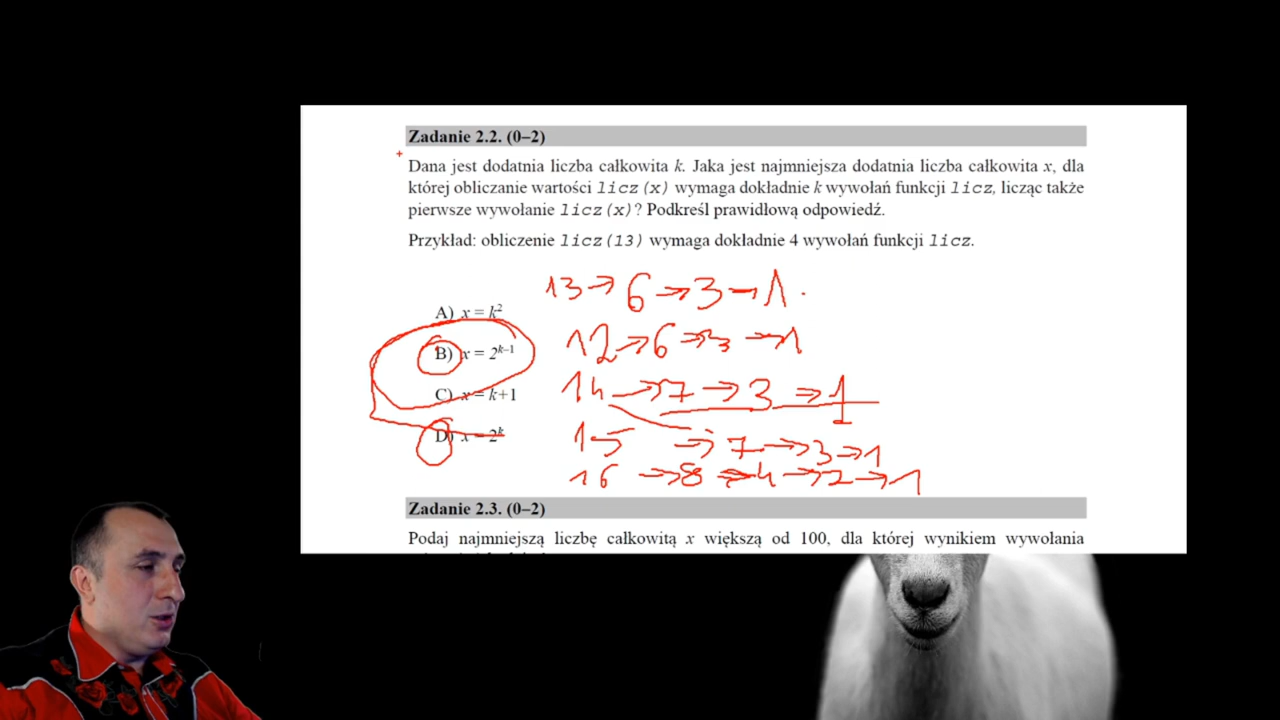 Zadanie 2.2. (0–2)
Dana jest dodatnia liczba całkowita k. Jaka jest najmniejsza dodatnia liczba całkowita x, dla
której obliczanie wartości licz(x) wymaga dokładnie k wywołań funkcji licz, licząc także
pierwsze wywołanie licz(x)? Podkreśl prawidłową odpowiedź.
Przykład: obliczenie licz(13) wymaga dokładnie 4 wywołań funkcji licz.
13 → 6 → 3 → 1.
A) x = k²
12 → 6 → 3 → 1
B) x = 2ᵏ⁻¹
14 → 7 → 3 → 1
C) x = k+1
15 → 7 → 3 → 1
D) x = 2ᵏ
16 → 8 → 4 → 2 → 1
Zadanie 2.3. (0–2)
Podaj najmniejszą liczbę całkowitą x większą od 100, dla której wynikiem wywołania